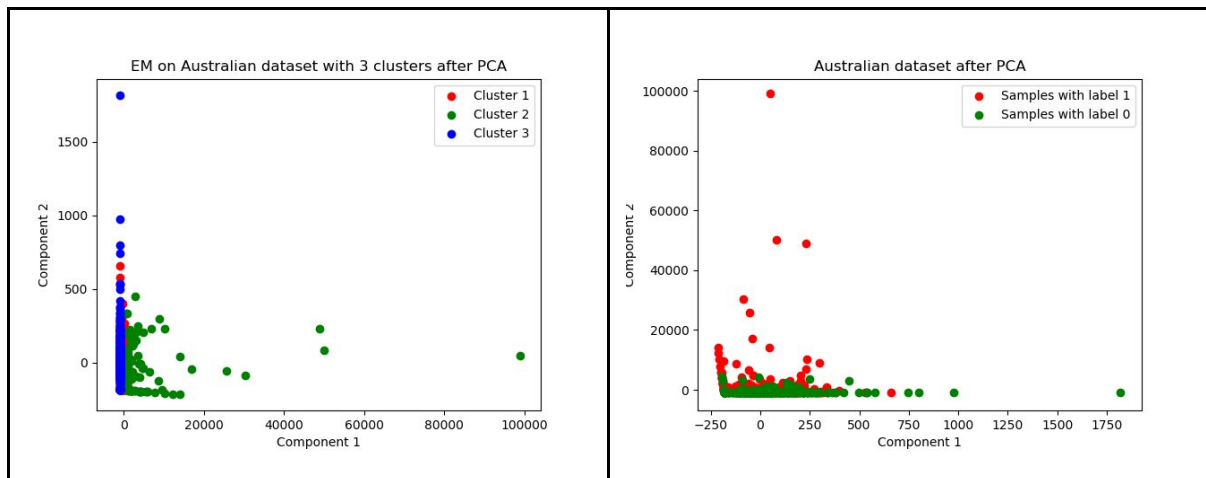 EM on Australian dataset with 3 clusters after PCA
Cluster 1
Cluster 2
Cluster 3
1500
1000
500
0
Component 2
0
20000
40000
60000
80000
100000
Component 1
Australian dataset after PCA
Samples with label 1
Samples with label 0
100000
80000
60000
40000
20000
0
Component 2
−250
0
250
500
750
1000
1250
1500
1750
Component 1